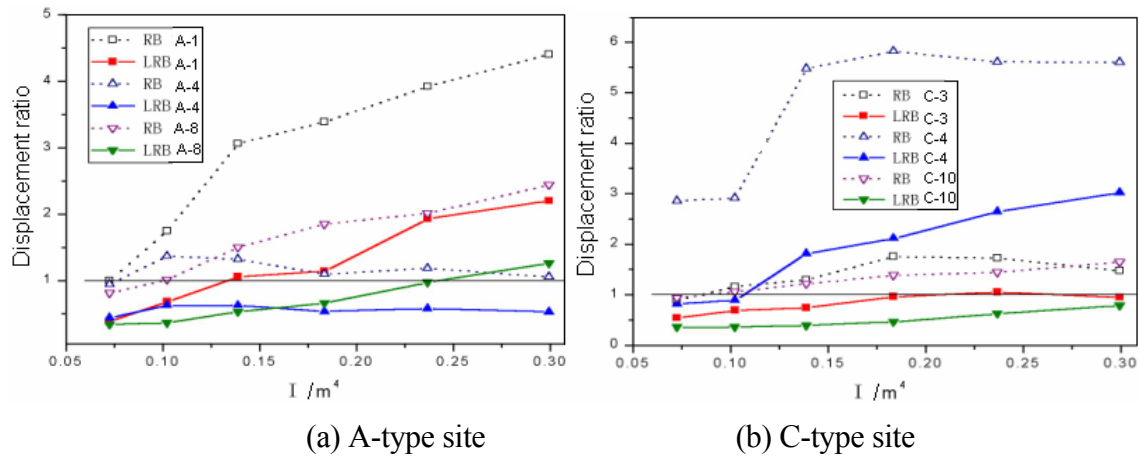 5
4
3
2
1
Displacement ratio
RB A-1
LRB A-1
RB A-4
LRB A-4
RB A-8
LRB A-8
0.05 0.10 0.15 0.20 0.25 0.30
I /m⁴
(a) A-type site
6
5
4
3
2
1
0
Displacement ratio
RB C-3
LRB C-3
RB C-4
LRB C-4
RB C-10
LRB C-10
0.05 0.10 0.15 0.20 0.25 0.30
I /m⁴
(b) C-type site